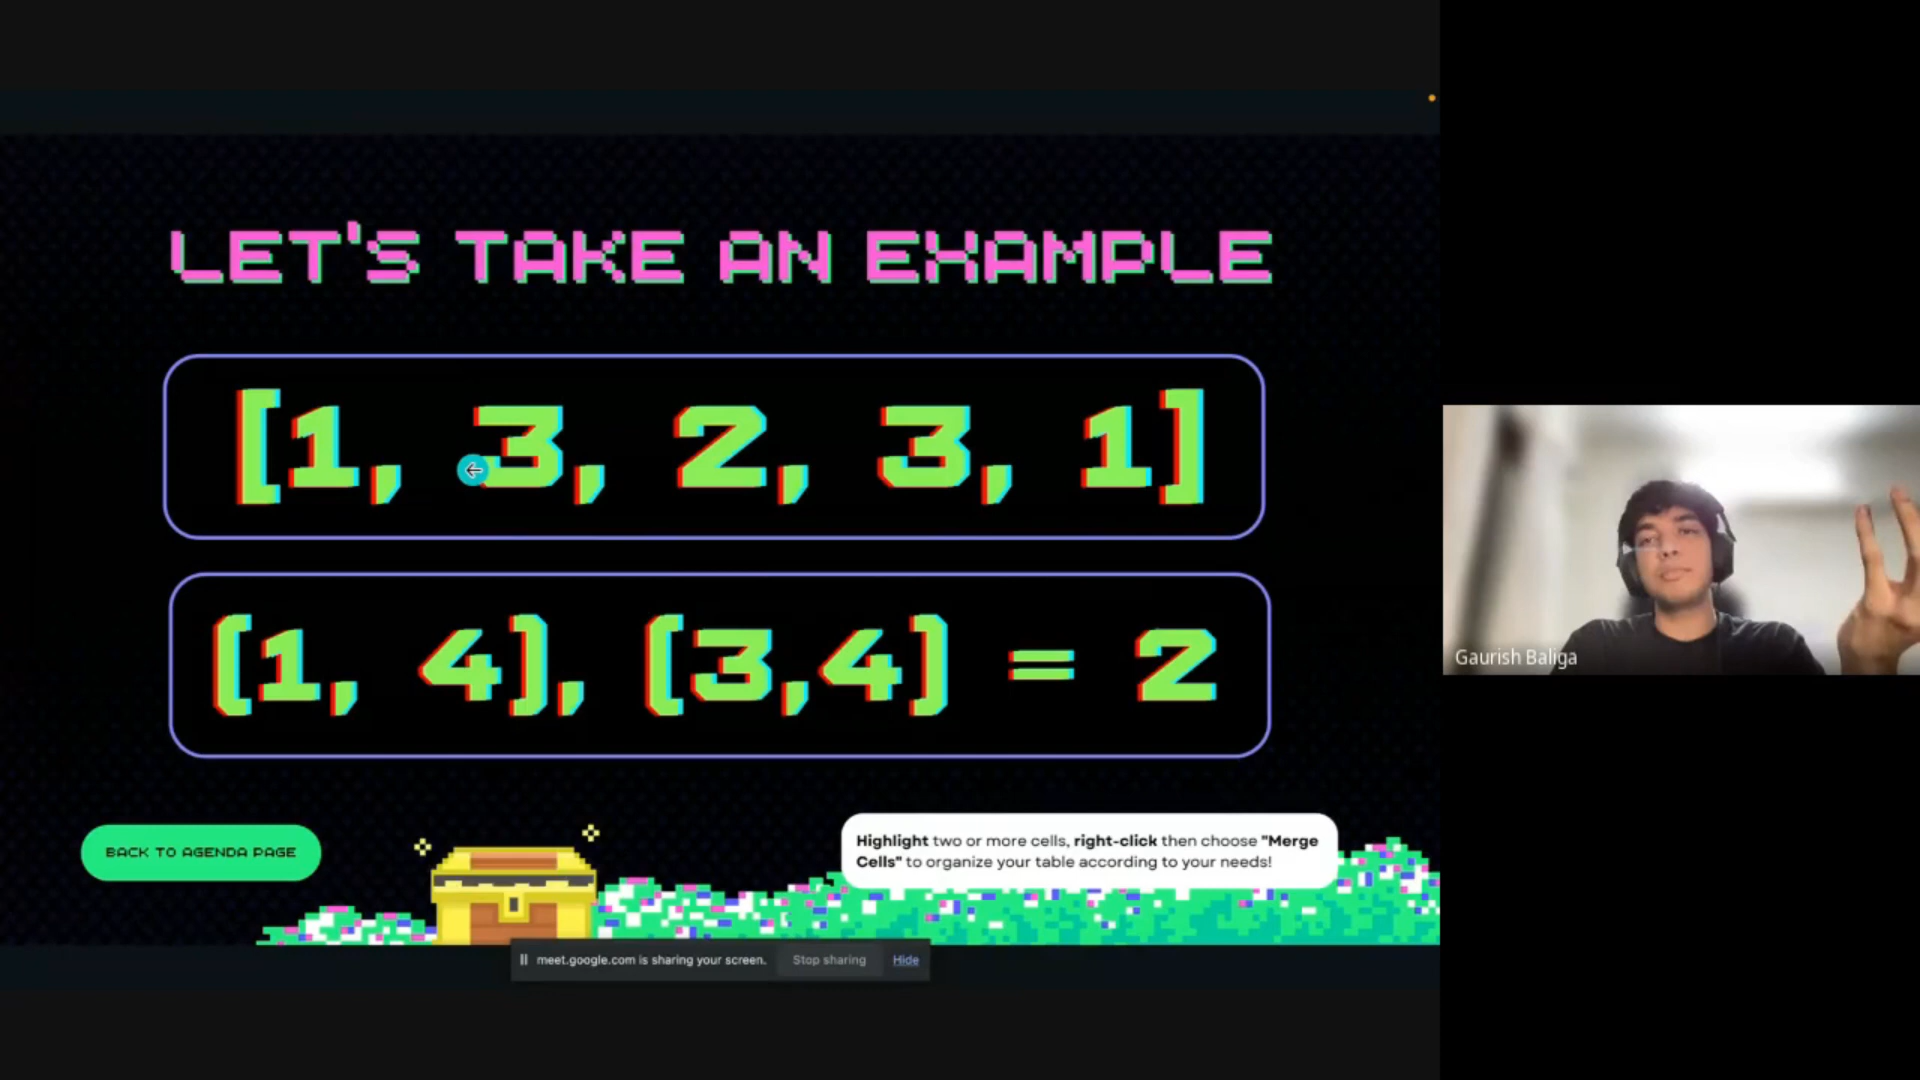 LET'S TAKE AN EXAMPLE
[1, 3, 2, 3, 1]
(1, 4), (3,4) = 2
BACK TO AGENDA PAGE
Highlight two or more cells, right-click then choose "Merge
Cells" to organize your table according to your needs!
meet.google.com is sharing your screen. Stop sharing Hide
Gaurish Baliga